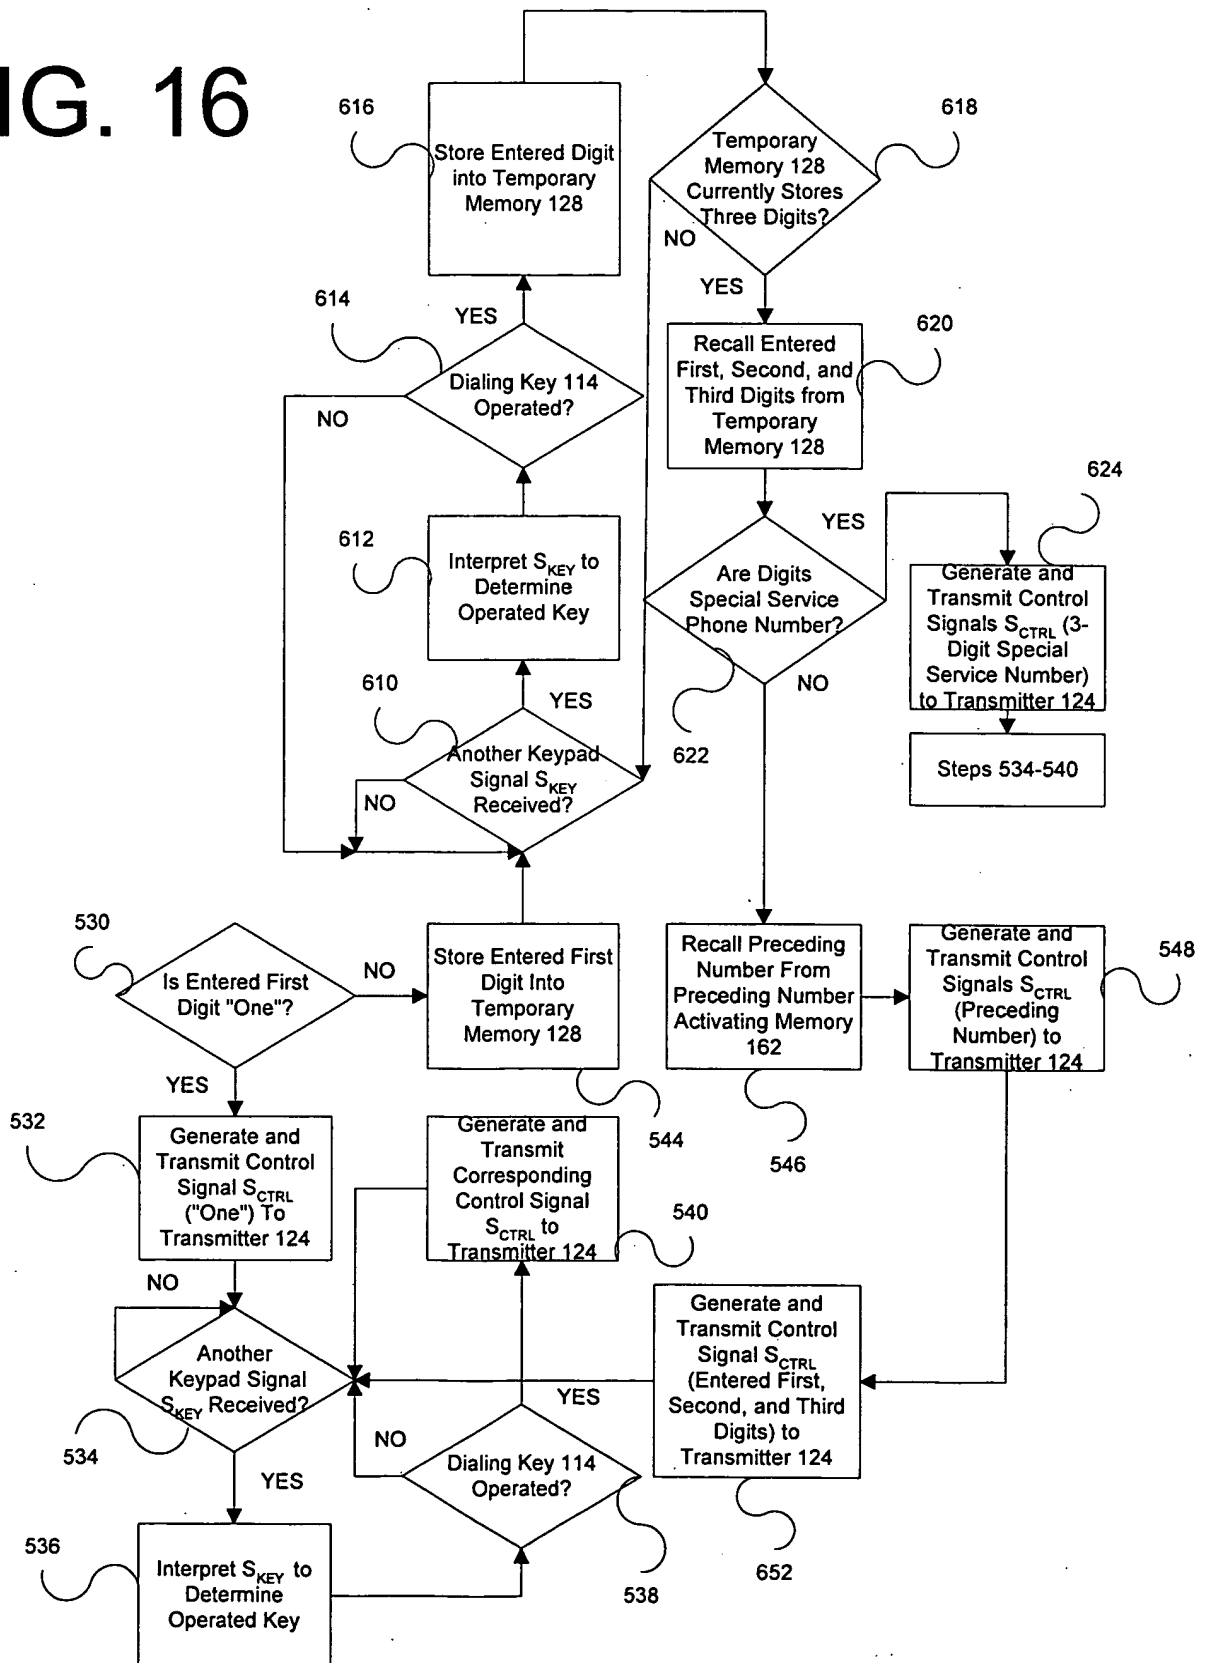 IG. 16
616
Store Entered Digit
into Temporary
Memory 128
618
Temporary
Memory 128
Currently Stores
Three Digits?
NO
YES
614
YES
Dialing Key 114
Operated?
NO
620
Recall Entered
First, Second, and
Third Digits from
Temporary
Memory 128
612
Interpret SKEY to
Determine
Operated Key
YES
624
Are Digits
Special Service
Phone Number?
Generate and
Transmit Control
Signals SCTRL (3-
Digit Special
Service Number)
to Transmitter 124
610
YES
Another Keypad
Signal SKEY
Received?
NO
622
NO
Steps 534-540
530
Is Entered First
Digit "One"?
NO
Store Entered First
Digit Into
Temporary
Memory 128
544
Recall Preceding
Number From
Preceding Number
Activating Memory
162
546
Generate and
Transmit Control
Signals SCTRL
(Preceding
Number) to
Transmitter 124
548
YES
532
Generate and
Transmit Control
Signal SCTRL
("One") To
Transmitter 124
Generate and
Transmit
Corresponding
Control Signal
SCTRL to
Transmitter 124
540
NO
Another
Keypad Signal
SKEY Received?
534
YES
Generate and
Transmit Control
Signal SCTRL
(Entered First,
Second, and Third
Digits) to
Transmitter 124
652
YES
NO
Dialing Key 114
Operated?
538
536
Interpret SKEY to
Determine
Operated Key